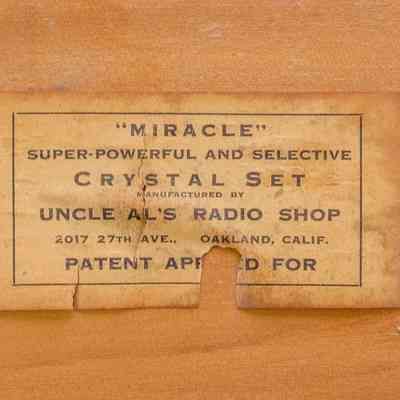 "MIRACLE"
SUPER-POWERFUL AND SELECTIVE
CRYSTAL SET
MANUFACTURED BY
UNCLE AL'S RADIO SHOP
2017 27TH AVE., OAKLAND, CALIF.
PATENT FOR